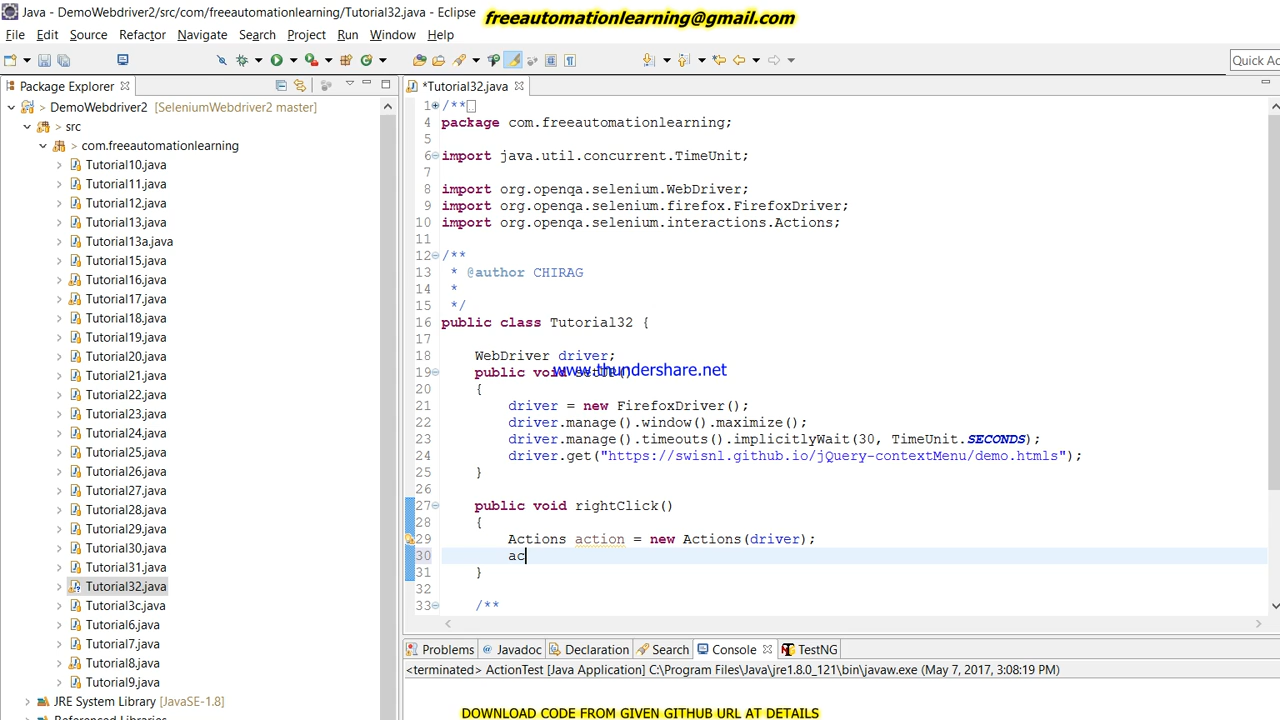 Java - DemoWebdriver2/src/com/freeautomationlearning/Tutorial32.java - Eclipse
freeautomationlearning@gmail.com
File Edit Source Refactor Navigate Search Project Run Window Help
Quick Ac
Package Explorer
*Tutorial32.java
> DemoWebdriver2 [SeleniumWebdriver2 master]
> src
> com.freeautomationlearning
Tutorial10.java
Tutorial11.java
Tutorial12.java
Tutorial13.java
Tutorial13a.java
Tutorial15.java
Tutorial16.java
Tutorial17.java
Tutorial18.java
Tutorial19.java
Tutorial20.java
Tutorial21.java
Tutorial22.java
Tutorial23.java
Tutorial24.java
Tutorial25.java
Tutorial26.java
Tutorial27.java
Tutorial28.java
Tutorial29.java
Tutorial30.java
Tutorial31.java
Tutorial32.java
Tutorial3c.java
Tutorial6.java
Tutorial7.java
Tutorial8.java
Tutorial9.java
JRE System Library [JavaSE-1.8]
Referenced Libraries
1 /**
4 package com.freeautomationlearning;
5
6 import java.util.concurrent.TimeUnit;
7
8 import org.openqa.selenium.WebDriver;
9 import org.openqa.selenium.firefox.FirefoxDriver;
10 import org.openqa.selenium.interactions.Actions;
11
12 /**
13 * @author CHIRAG
14 *
15 */
16 public class Tutorial32 {
17
18 WebDriver driver;
19 public void
www.thundershare.net
20 {
21 driver = new FirefoxDriver();
22 driver.manage().window().maximize();
23 driver.manage().timeouts().implicitlyWait(30, TimeUnit.SECONDS);
24 driver.get("https://swisnl.github.io/jQuery-contextMenu/demo.htmls");
25 }
26
27 public void rightClick()
28 {
29 Actions action = new Actions(driver);
30 ac
31 }
32
33 /**
Problems Javadoc Declaration Search Console TestNG
<terminated> ActionTest [Java Application] C:\Program Files\Java\jre1.8.0_121\bin\javaw.exe (May 7, 2017, 3:08:19 PM)
DOWNLOAD CODE FROM GIVEN GITHUB URL AT DETAILS